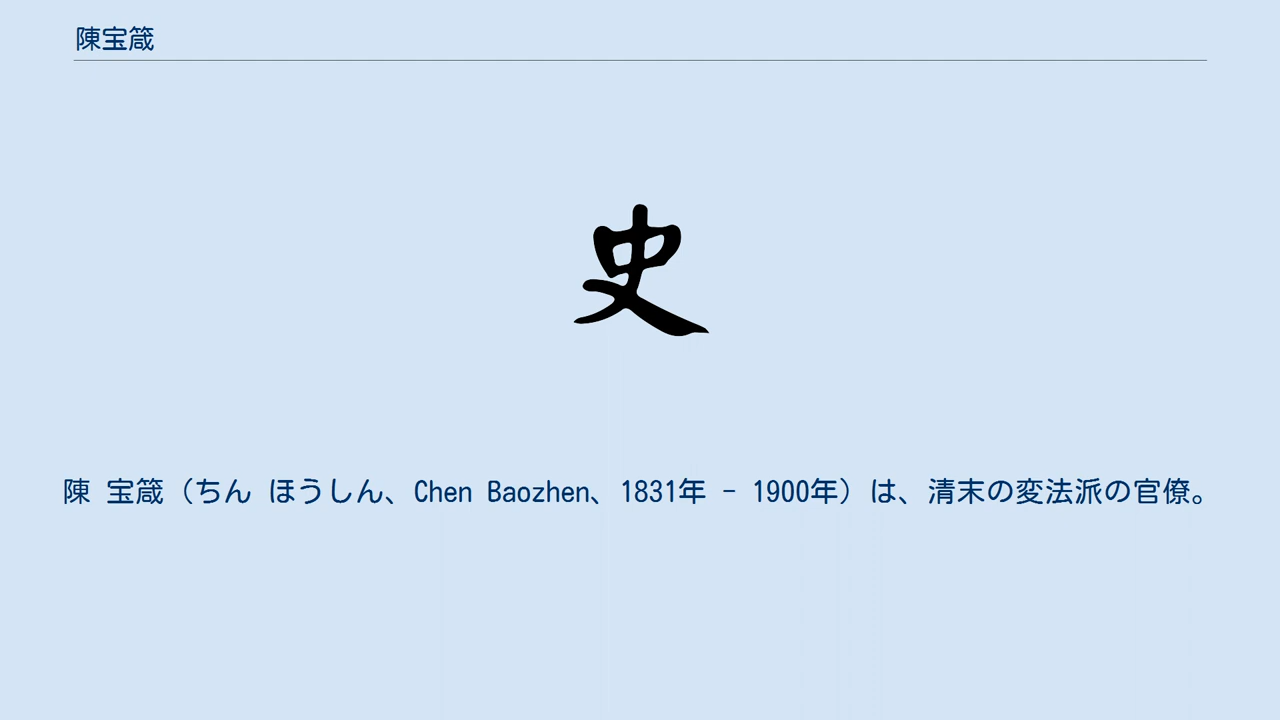 陳宝箴
史
陳 宝箴（ちん ほうしん、Chen Baozhen、1831年 - 1900年）は、清末の変法派の官僚。